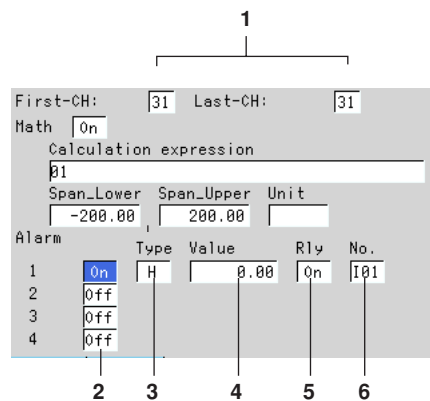 1
First-CH: 31 Last-CH: 31
Math On
Calculation expression
01
Span_Lower Span_Upper Unit
-200.00 200.00
Alarm
Type Value Rly No.
1 On H 0.00 On I01
2 Off
3 Off
4 Off
2 3 4 5 6